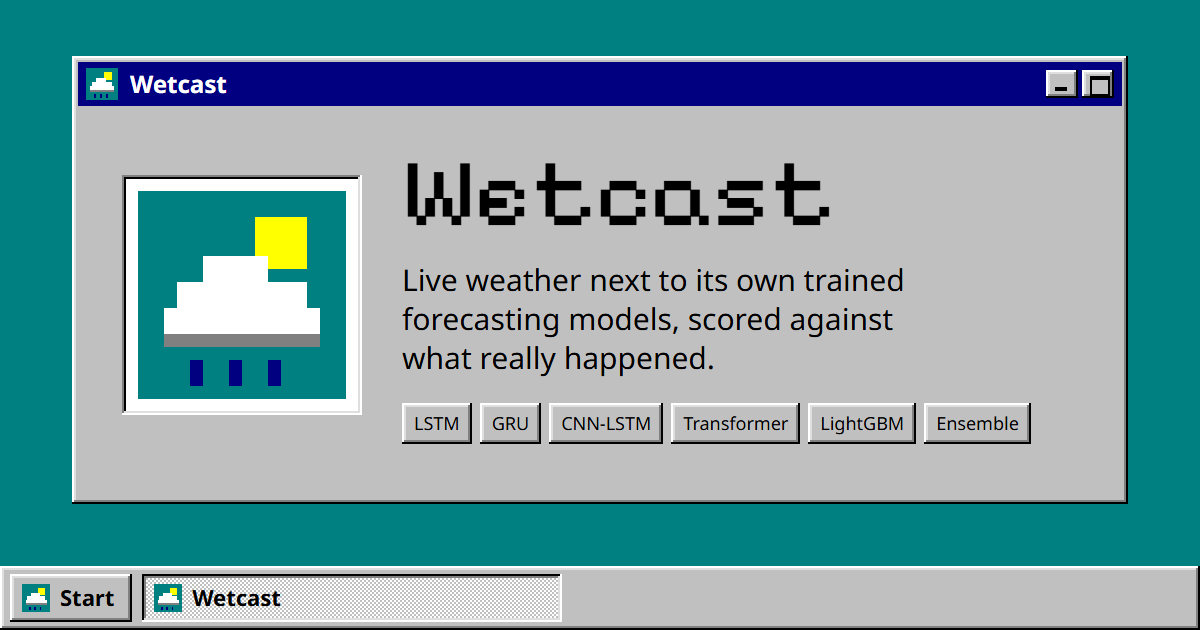 Wetcast
Wetcast
Live weather next to its own trained
forecasting models, scored against
what really happened.
LSTM GRU CNN-LSTM Transformer LightGBM Ensemble
Start Wetcast